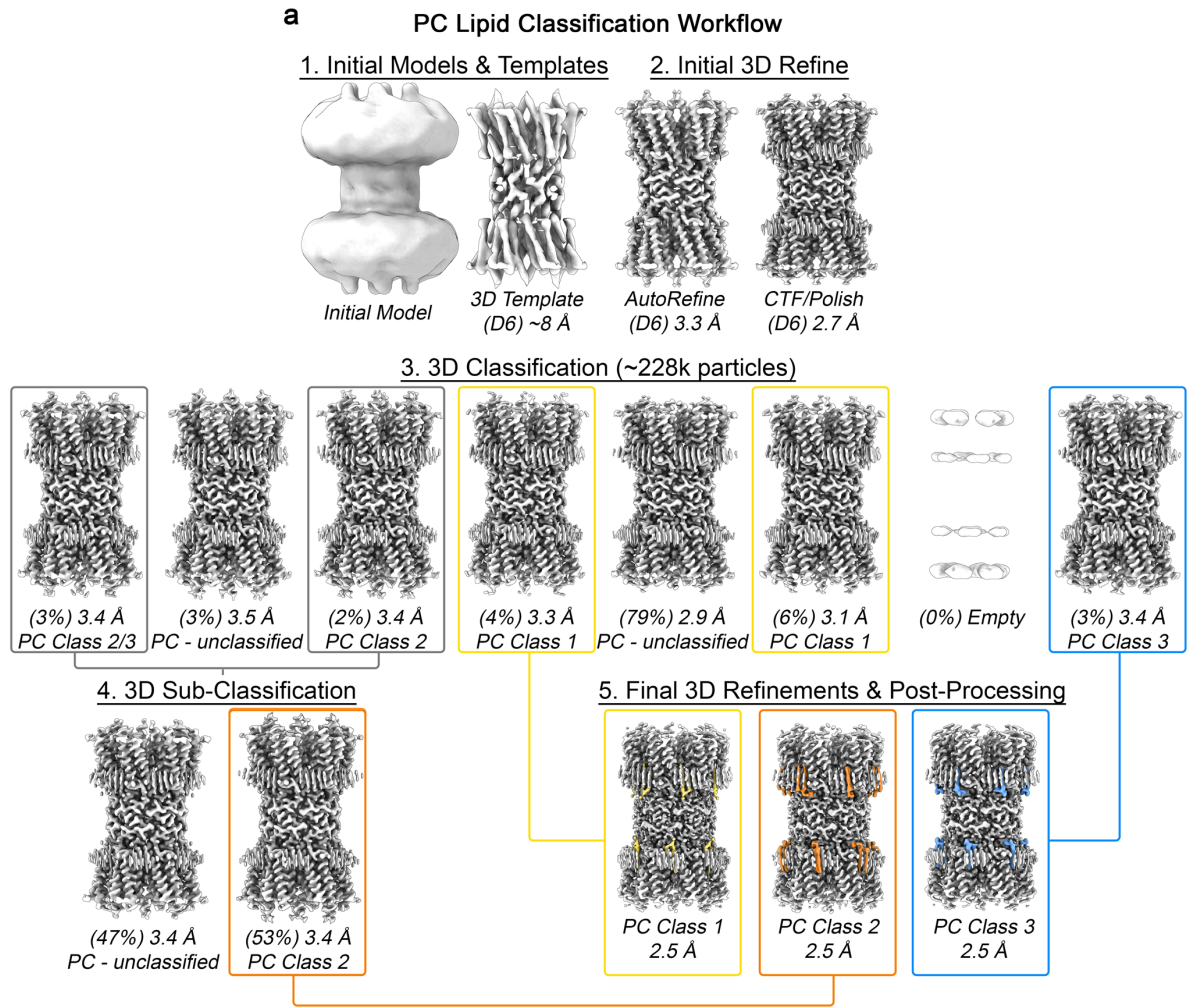 a
PC Lipid Classification Workflow
1. Initial Models & Templates
2. Initial 3D Refine
Initial Model
3D Template
(D6) ~8 Å
AutoRefine
(D6) 3.3 Å
CTF/Polish
(D6) 2.7 Å
3. 3D Classification (~228k particles)
(3%) 3.4 Å
PC Class 2/3
(3%) 3.5 Å
PC - unclassified
(2%) 3.4 Å
PC Class 2
(4%) 3.3 Å
PC Class 1
(79%) 2.9 Å
PC - unclassified
(6%) 3.1 Å
PC Class 1
(0%) Empty
(3%) 3.4 Å
PC Class 3
4. 3D Sub-Classification
(47%) 3.4 Å
PC - unclassified
(53%) 3.4 Å
PC Class 2
5. Final 3D Refinements & Post-Processing
PC Class 1
2.5 Å
PC Class 2
2.5 Å
PC Class 3
2.5 Å